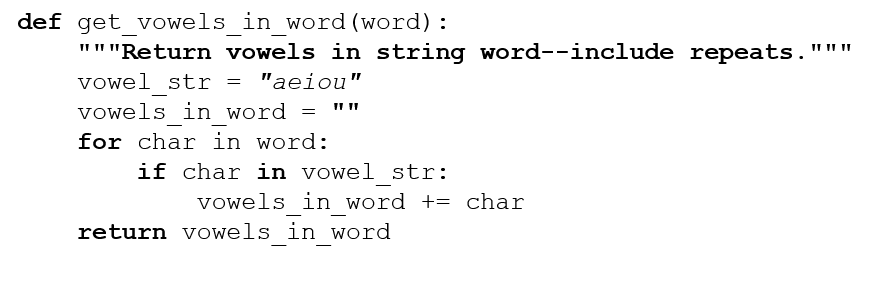 def get_vowels_in_word(word):
    """Return vowels in string word--include repeats."""
    vowel_str = "aeiou"
    vowels_in_word = ""
    for char in word:
        if char in vowel_str:
            vowels_in_word += char
    return vowels_in_word